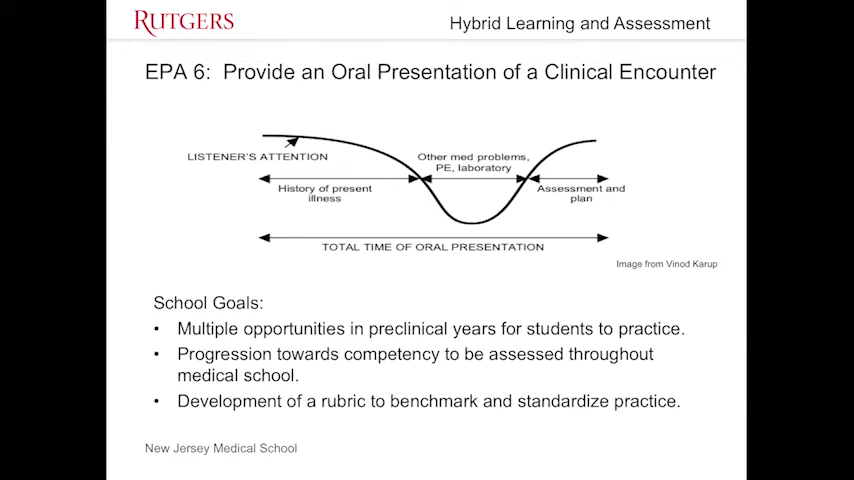 RUTGERS
Hybrid Learning and Assessment
EPA 6: Provide an Oral Presentation of a Clinical Encounter
LISTENER'S ATTENTION
Other med problems,
PE, laboratory
History of present
illness
Assessment and
plan
TOTAL TIME OF ORAL PRESENTATION
Image from Vinod Karup
School Goals:
• Multiple opportunities in preclinical years for students to practice.
• Progression towards competency to be assessed throughout
medical school.
• Development of a rubric to benchmark and standardize practice.
New Jersey Medical School